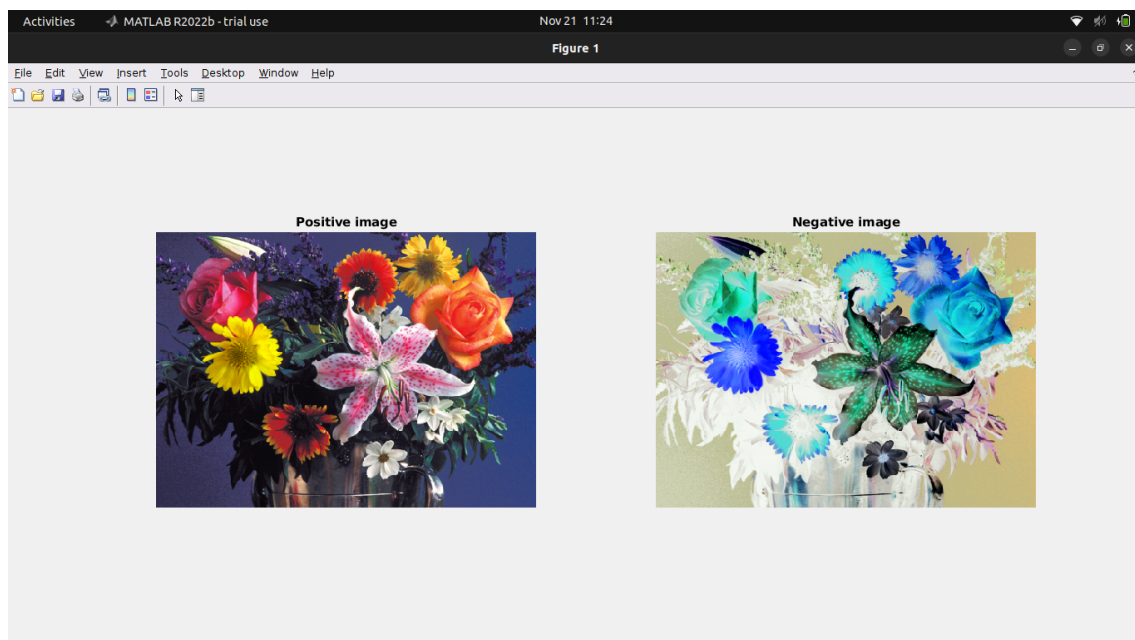 Activities MATLAB R2022b - trial use Nov 21 11:24
Figure 1
File Edit View Insert Tools Desktop Window Help
Positive image Negative image